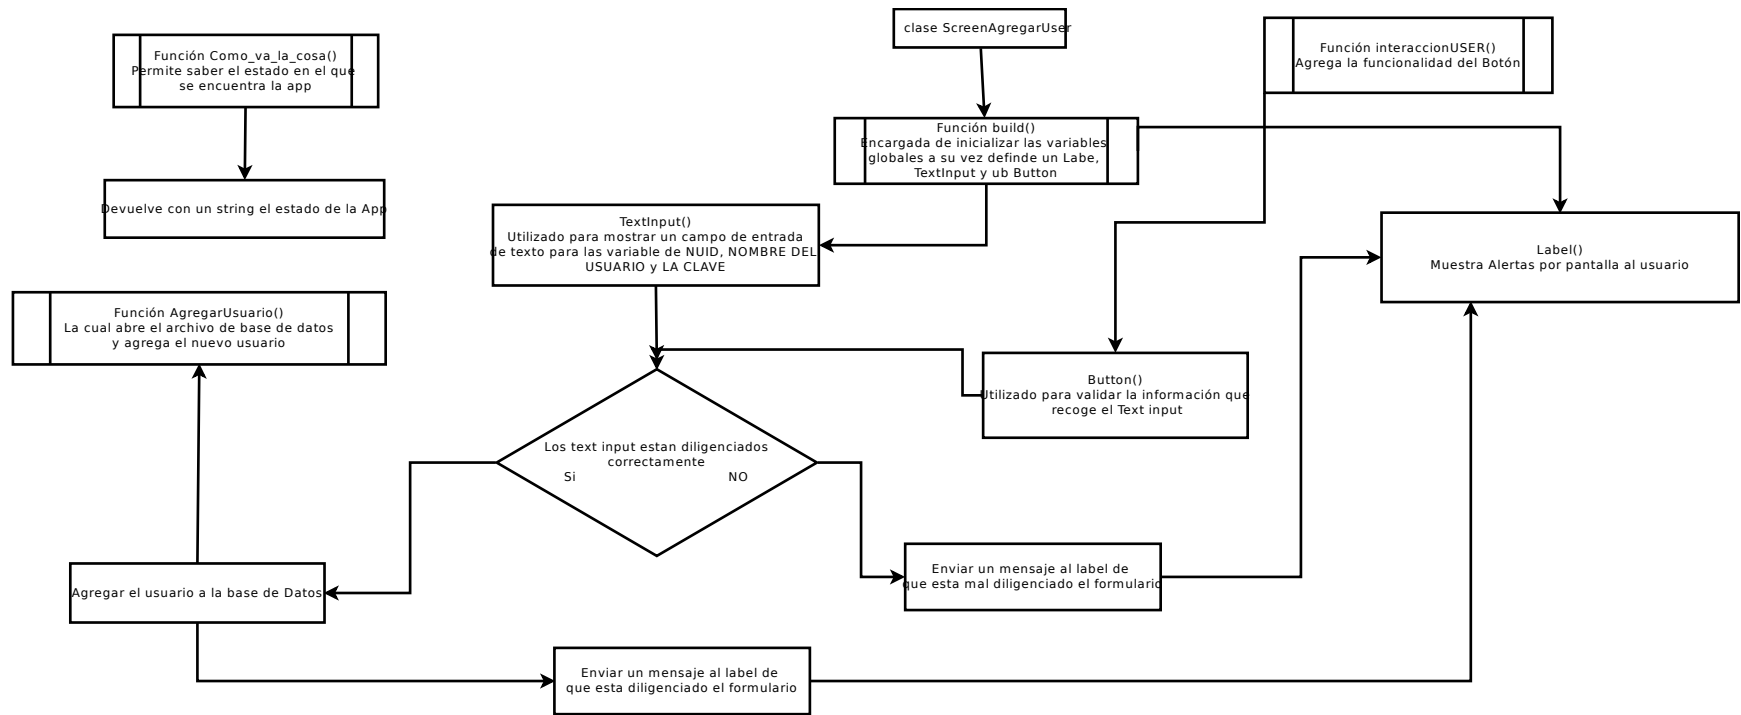 clase ScreenAgregarUser
Función Como_va_la_cosa()
Permite saber el estado en el que
se encuentra la app
Función interaccionUSER()
Agrega la funcionalidad del Botón
Función build()
Encargada de inicializar las variables
globales a su vez definde un Labe,
TextInput y ub Button
Devuelve con un string el estado de la App
TextInput()
Utilizado para mostrar un campo de entrada
de texto para las variable de NUID, NOMBRE DEL
USUARIO y LA CLAVE
Label()
Muestra Alertas por pantalla al usuario
Función AgregarUsuario()
La cual abre el archivo de base de datos
y agrega el nuevo usuario
Button()
Utilizado para validar la información que
recoge el Text input
Los text input estan diligenciados
correctamente
Si NO
Enviar un mensaje al label de
que esta mal diligenciado el formulario
Agregar el usuario a la base de Datos
Enviar un mensaje al label de
que esta diligenciado el formulario